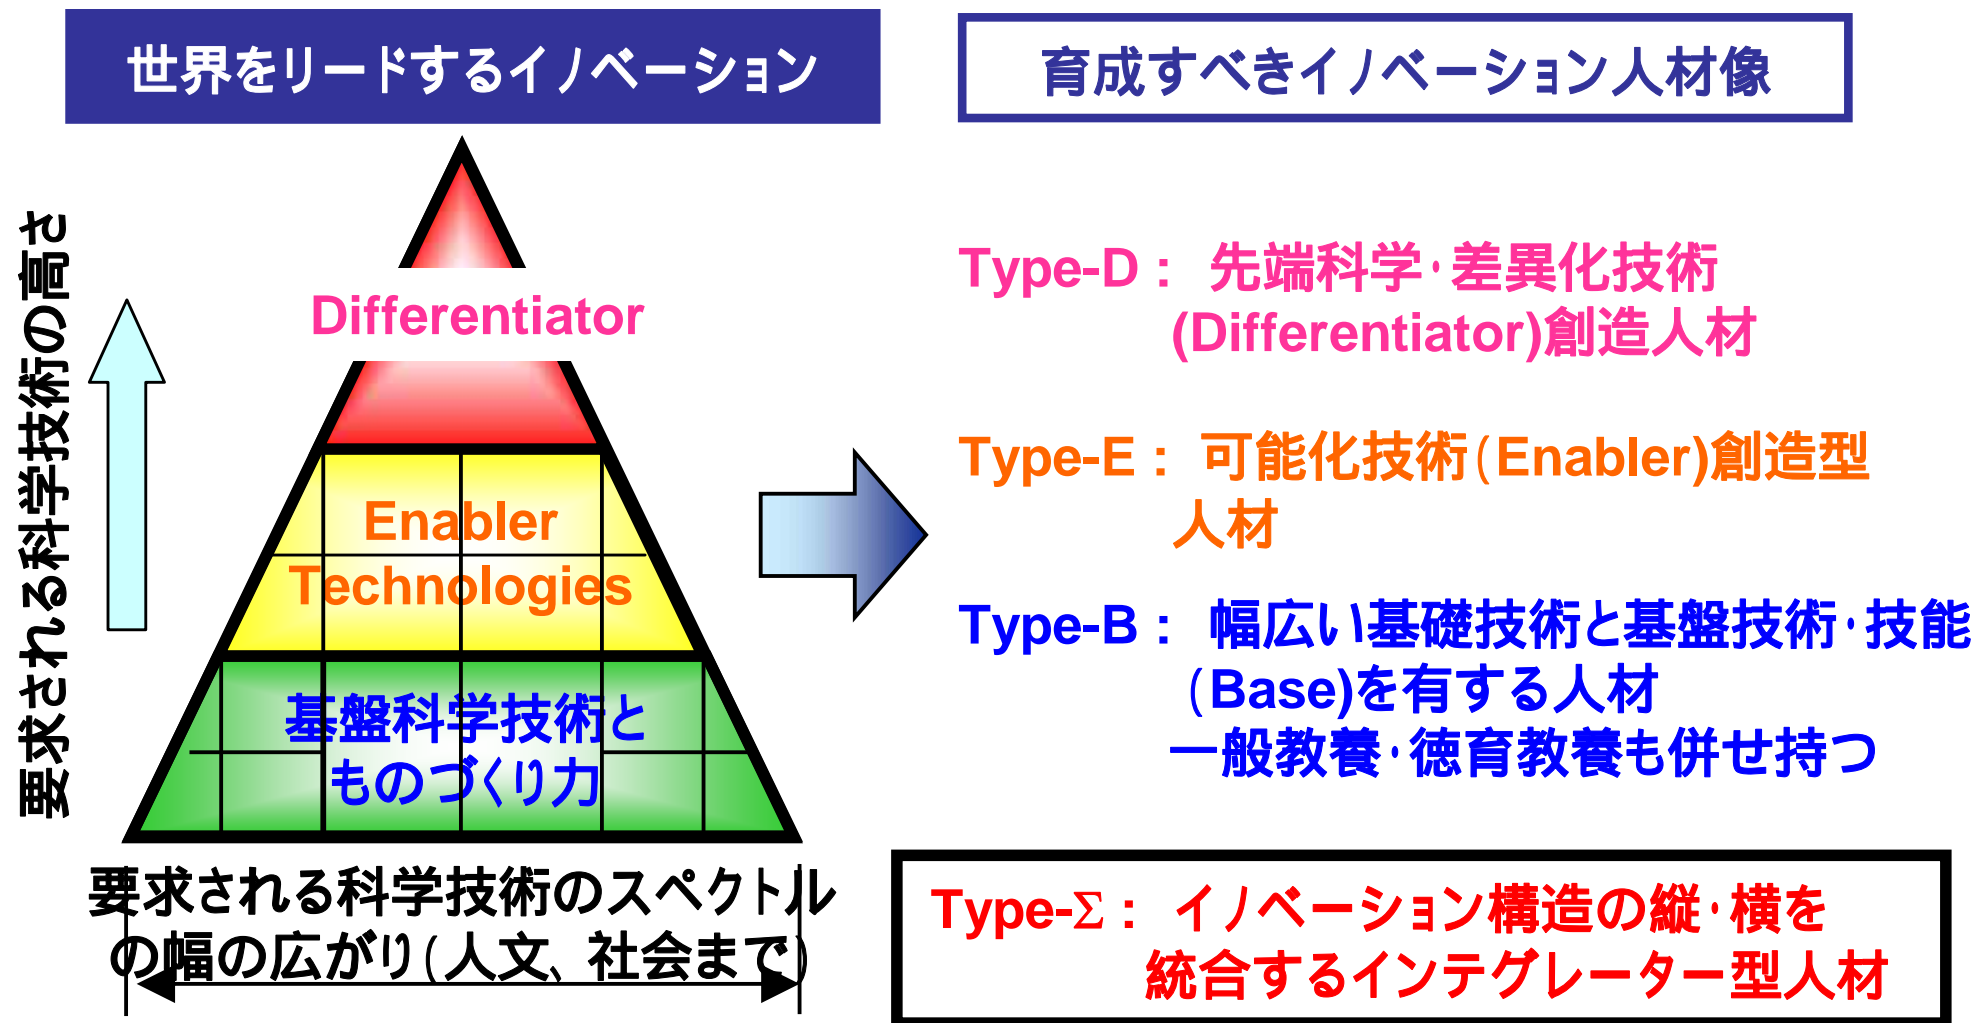 世界をリードするイノベーション
育成すべきイノベーション人材像
要求される科学技術の高さ
Differentiator
Enabler
Technologies
基盤科学技術と
ものづくり力
要求される科学技術のスペクトル
の幅の広がり(人文、社会まで)
Type-D： 先端科学･差異化技術
(Differentiator)創造人材
Type-E： 可能化技術(Enabler)創造型
人材
Type-B： 幅広い基礎技術と基盤技術･技能
(Base)を有する人材
一般教養･徳育教養も併せ持つ
Type-Σ： イノベーション構造の縦･横を
統合するインテグレーター型人材